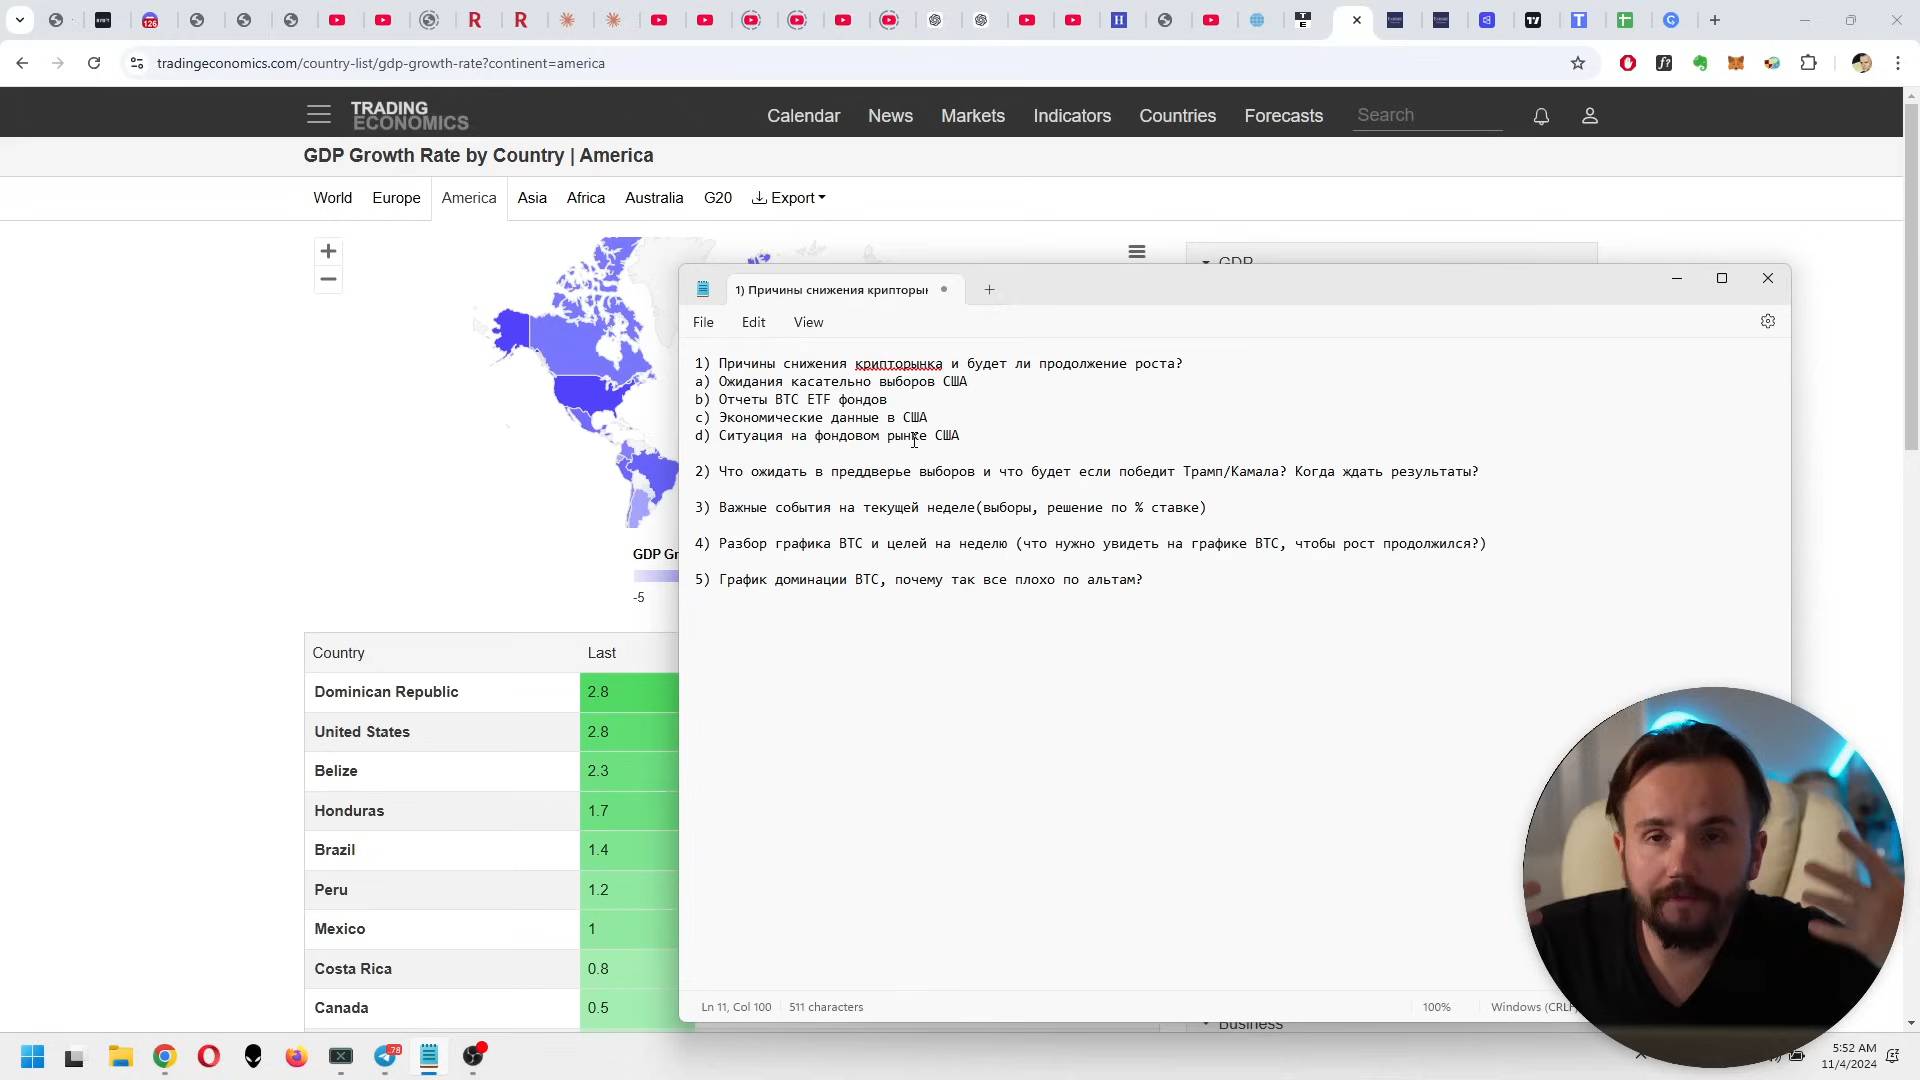 126
tradingeconomics.com/country-list/gdp-growth-rate?continent=america
TRADING
ECONOMICS
Calendar
News
Markets
Indicators
Countries
Forecasts
Search
GDP Growth Rate by Country | America
World
Europe
America
Asia
Africa
Australia
G20
Export
GDP
1) Причины снижения крипторын
File
Edit
View
1) Причины снижения крипторынка и будет ли продолжение роста?
a) Ожидания касательно выборов США
b) Отчеты BTC ETF фондов
c) Экономические данные в США
d) Ситуация на фондовом рынке США
2) Что ожидать в преддверье выборов и что будет если победит Трамп/Камала? Когда ждать результаты?
3) Важные события на текущей неделе(выборы, решение по % ставке)
4) Разбор графика BTC и целей на неделю (что нужно увидеть на графике BTC, чтобы рост продолжился?)
5) График доминации BTC, почему так все плохо по альтам?
GDP Gr
-5
Country
Last
Dominican Republic
2.8
United States
2.8
Belize
2.3
Honduras
1.7
Brazil
1.4
Peru
1.2
Mexico
1
Costa Rica
0.8
Canada
0.5
Ln 11, Col 100
511 characters
100%
Windows (CRLF
Business
78
5:52 AM
11/4/2024